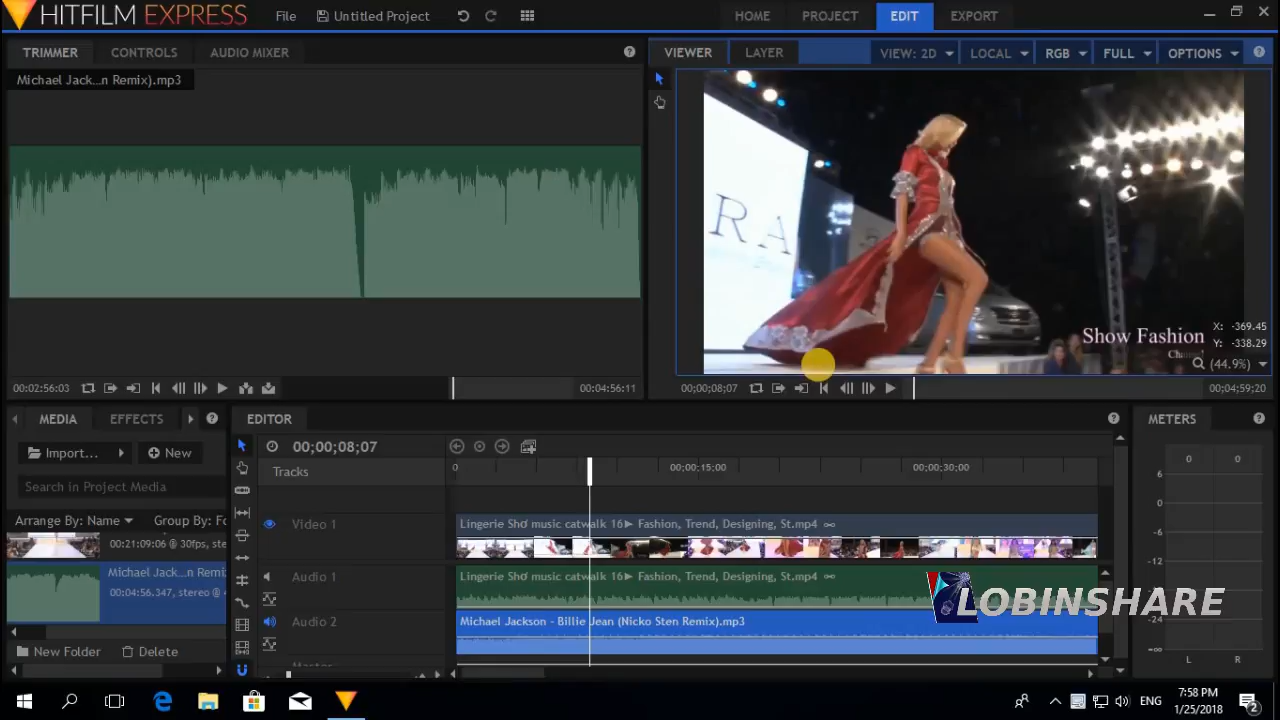 HITFILM EXPRESS
File
Untitled Project
HOME
PROJECT
EDIT
EXPORT
TRIMMER
CONTROLS
AUDIO MIXER
VIEWER
LAYER
VIEW: 2D
LOCAL
RGB
FULL
OPTIONS
Michael Jack...n Remix).mp3
RA
Show Fashion
X: -369.45
Y: -338.29
(44.9%)
00:02:56:03
00:04:56:11
00;00;08;07
00;04;59;20
MEDIA
EFFECTS
EDITOR
METERS
Import...
New
00;00;08;07
Tracks
0
00;00;15;00
00;00;30;00
Search in Project Media
Arrange By: Name
Group By: Fo
00:21:09:06 @ 30fps, ste
Michael Jack...n Remi
00:04:56.347, stereo @
New Folder
Delete
Video 1
Lingerie Sho music catwalk 16► Fashion, Trend, Designing, St.mp4
Audio 1
Lingerie Sho music catwalk 16► Fashion, Trend, Designing, St.mp4
Audio 2
Michael Jackson - Billie Jean (Nicko Sten Remix).mp3
LOBINSHARE
0
0
6
0
-6
-12
-24
-∞
L
R
ENG
7:58 PM
1/25/2018
2